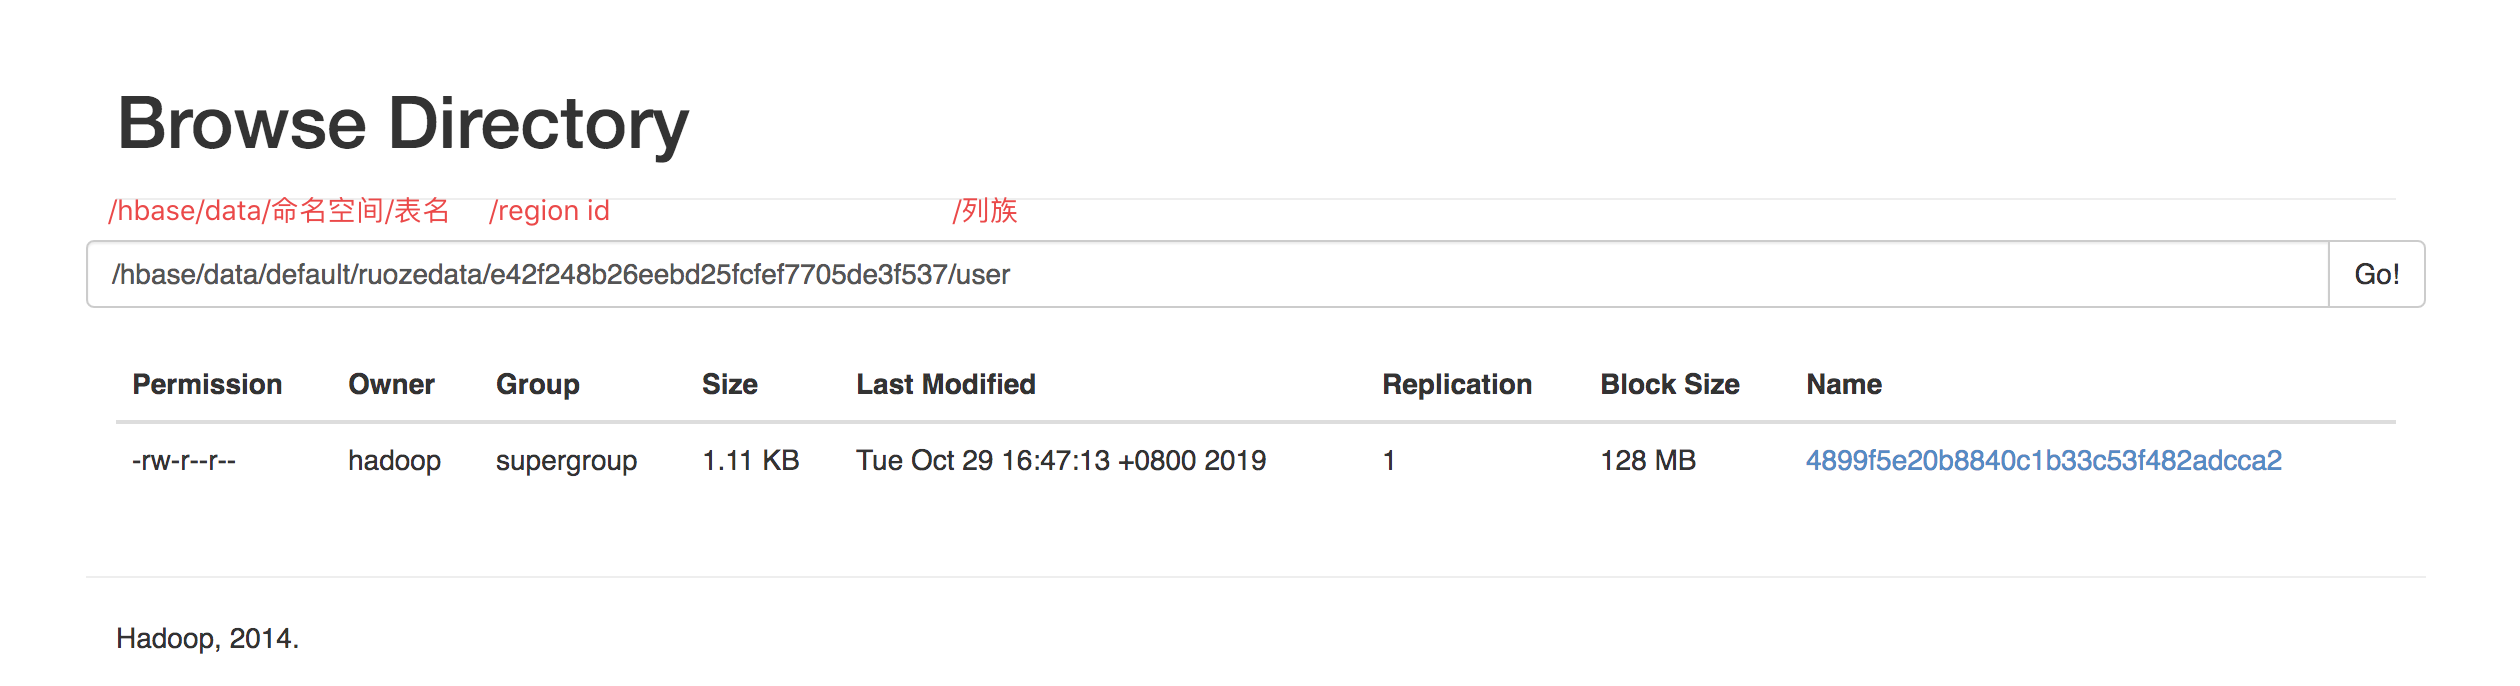 Browse Directory
/hbase/data/命名空间/表名 /region id /列族
/hbase/data/default/ruozedata/e42f248b26eebd25fcfef7705de3f537/user Go!
Permission Owner Group Size Last Modified Replication Block Size Name
-rw-r--r-- hadoop supergroup 1.11 KB Tue Oct 29 16:47:13 +0800 2019 1 128 MB 4899f5e20b8840c1b33c53f482adcca2
Hadoop, 2014.